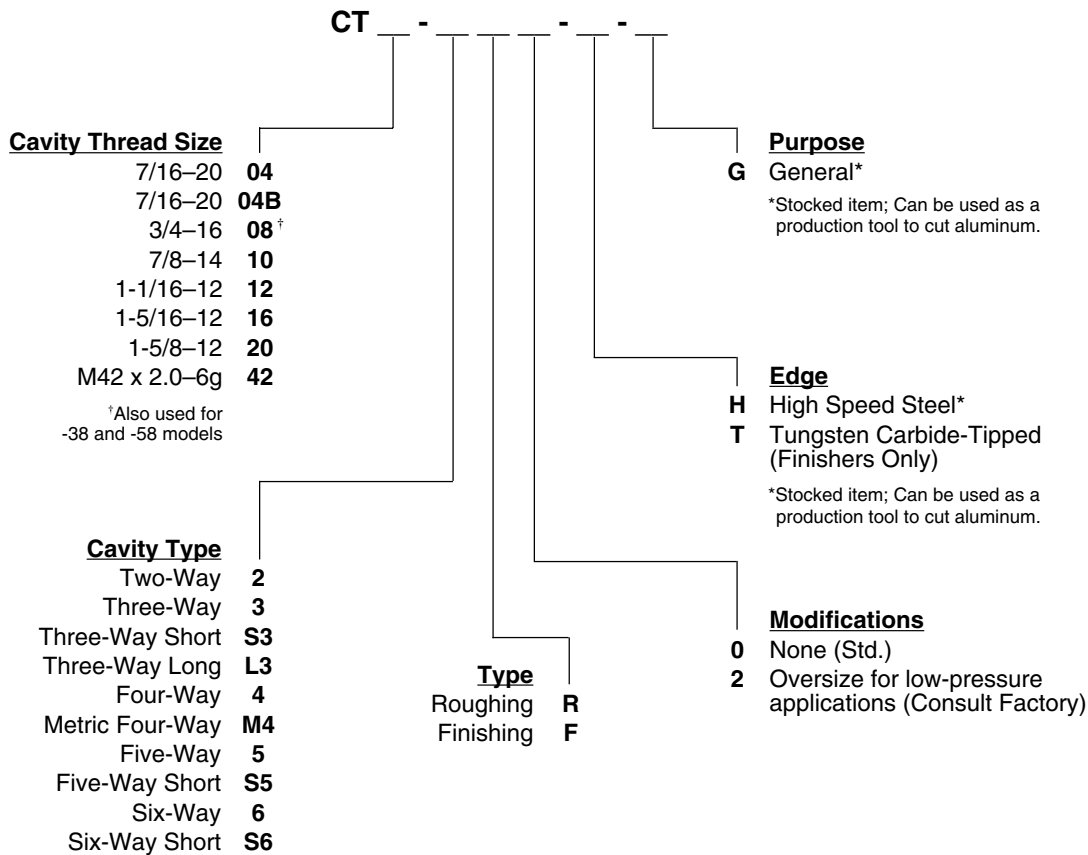 CT __ - __ __ __ - __ - __
Cavity Thread Size
7/16–20 04
7/16–20 04B
3/4–16 08†
7/8–14 10
1-1/16–12 12
1-5/16–12 16
1-5/8–12 20
M42 x 2.0–6g 42
†Also used for
-38 and -58 models
Cavity Type
Two-Way 2
Three-Way 3
Three-Way Short S3
Three-Way Long L3
Four-Way 4
Metric Four-Way M4
Five-Way 5
Five-Way Short S5
Six-Way 6
Six-Way Short S6
Type
Roughing R
Finishing F
Purpose
G General*
*Stocked item; Can be used as a
production tool to cut aluminum.
Edge
H High Speed Steel*
T Tungsten Carbide-Tipped
(Finishers Only)
*Stocked item; Can be used as a
production tool to cut aluminum.
Modifications
0 None (Std.)
2 Oversize for low-pressure
applications (Consult Factory)